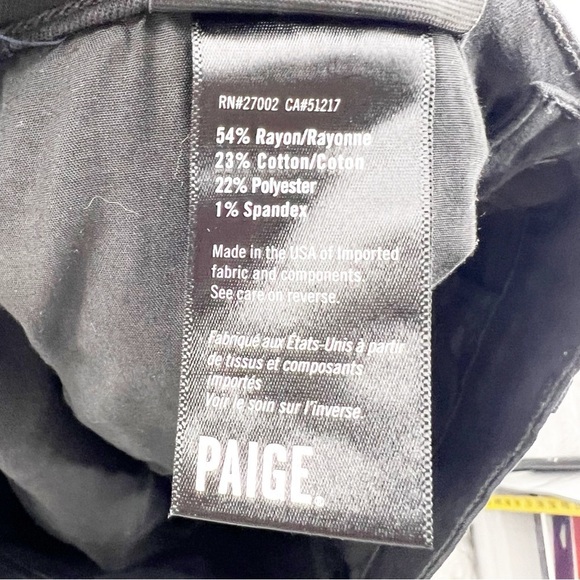 RN#27002 CA#51217
54% Rayon/Rayonne
23% Cotton/Coton
22% Polyester
1% Spandex
Made in the USA of Imported
fabric and components.
See care on reverse.
Fabriqué aux États-Unis à partir
de tissus et composants
importés
Voir le soin sur l'inverse.
PAIGE.